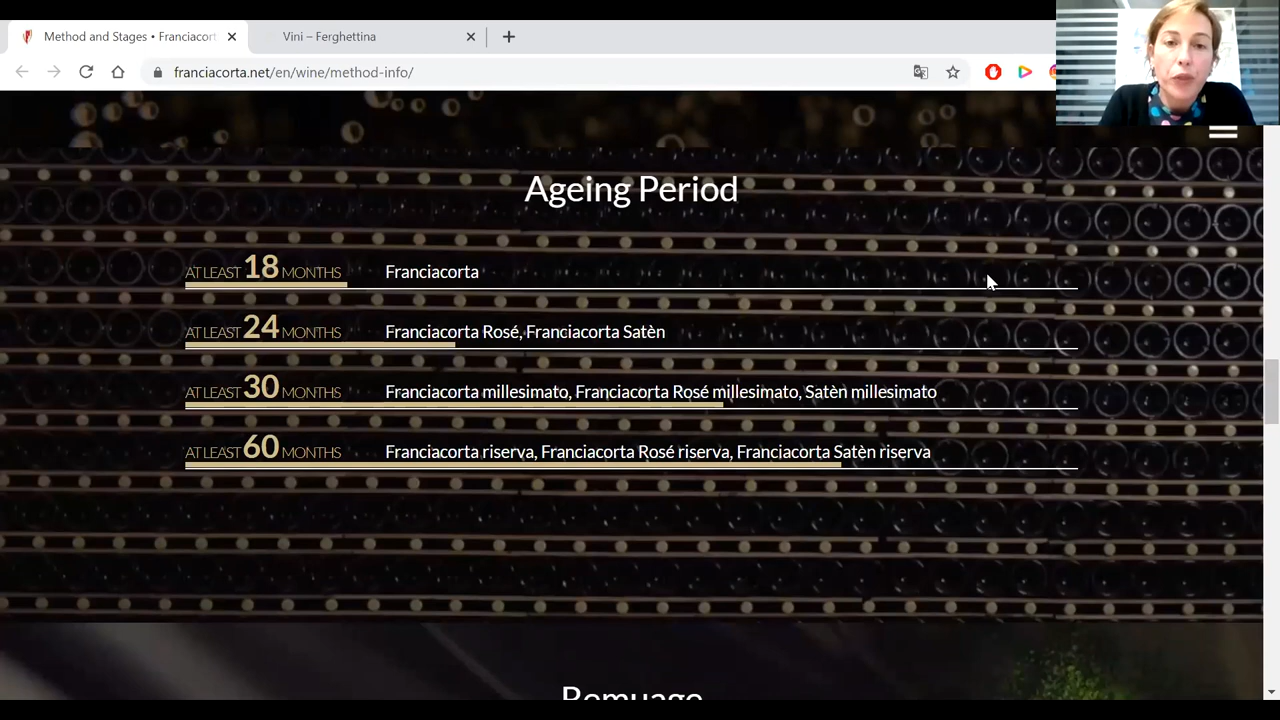 Method and Stages • Franciacort
Vini – Ferghettina
franciacorta.net/en/wine/method-info/
Ageing Period
AT LEAST 18 MONTHS Franciacorta
AT LEAST 24 MONTHS Franciacorta Rosé, Franciacorta Satèn
AT LEAST 30 MONTHS Franciacorta millesimato, Franciacorta Rosé millesimato, Satèn millesimato
AT LEAST 60 MONTHS Franciacorta riserva, Franciacorta Rosé riserva, Franciacorta Satèn riserva
Remuage